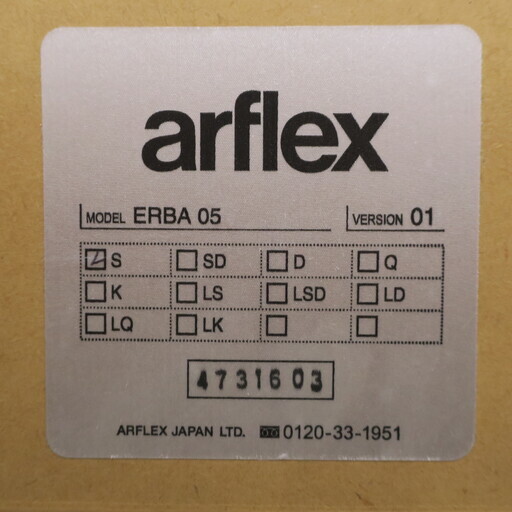 arflex
MODEL ERBA 05 VERSION 01
☑ S ☐ SD ☐ D ☐ Q
☐ K ☐ LS ☐ LSD ☐ LD
☐ LQ ☐ LK ☐ ☐
4731603
ARFLEX JAPAN LTD. 0120-33-1951